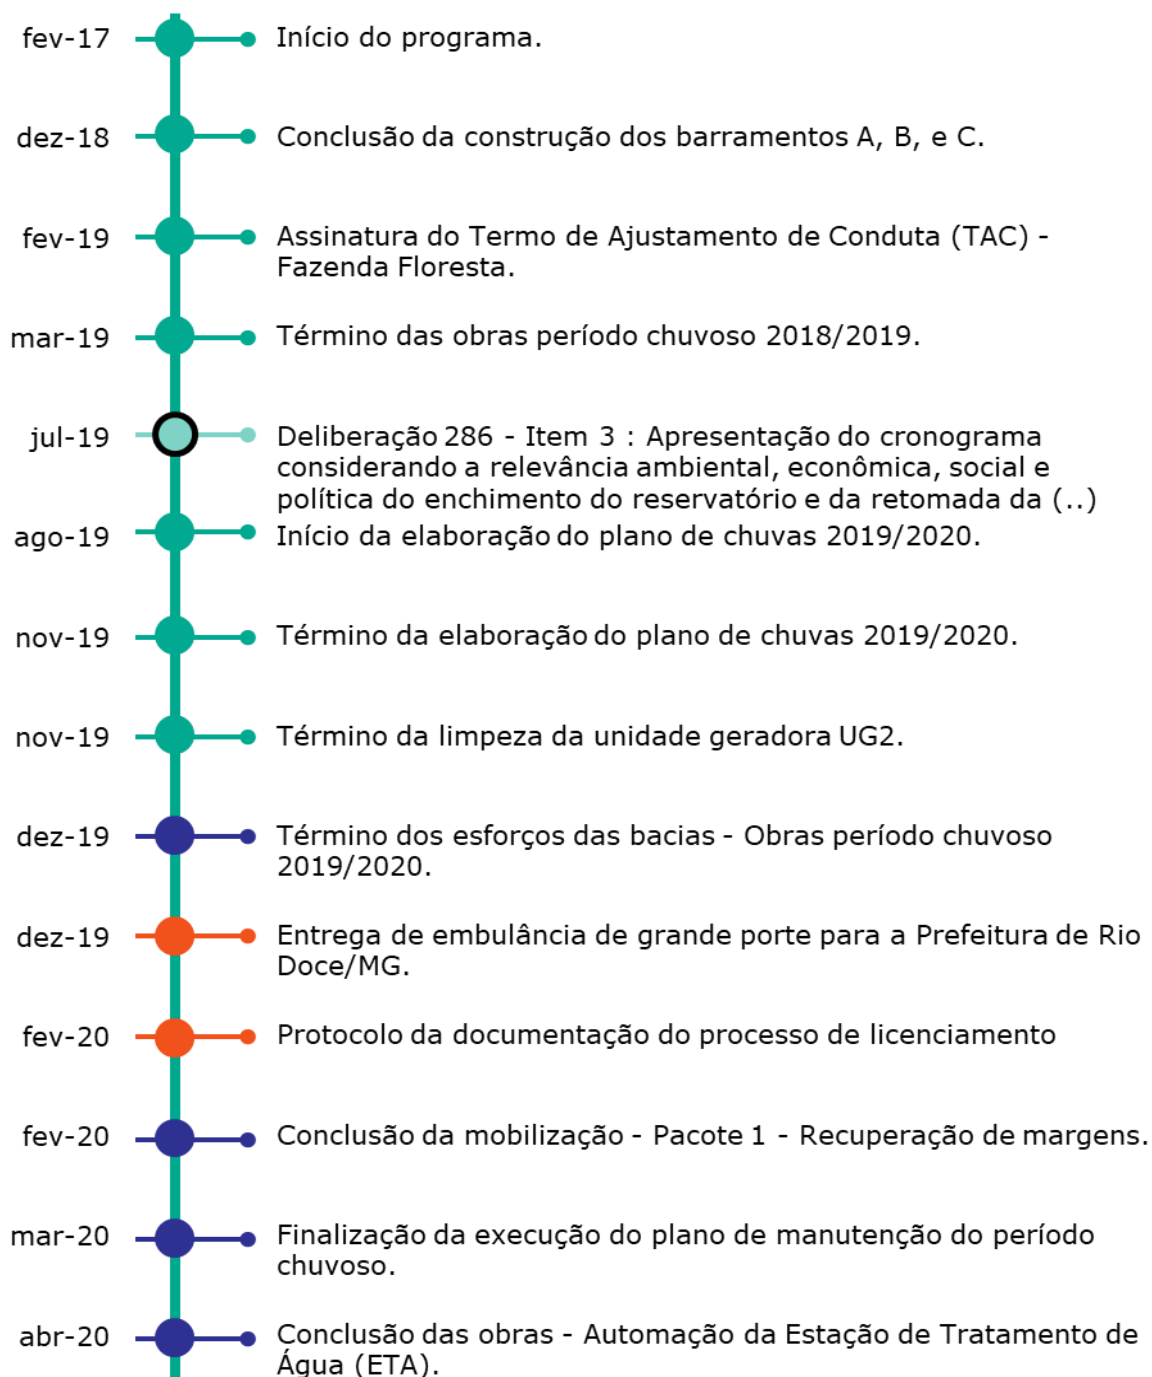 fev-17 Início do programa.
dez-18 Conclusão da construção dos barramentos A, B, e C.
fev-19 Assinatura do Termo de Ajustamento de Conduta (TAC) -
Fazenda Floresta.
mar-19 Término das obras período chuvoso 2018/2019.
jul-19 Deliberação 286 - Item 3 : Apresentação do cronograma
considerando a relevância ambiental, econômica, social e
política do enchimento do reservatório e da retomada da (..)
ago-19 Início da elaboração do plano de chuvas 2019/2020.
nov-19 Término da elaboração do plano de chuvas 2019/2020.
nov-19 Término da limpeza da unidade geradora UG2.
dez-19 Término dos esforços das bacias - Obras período chuvoso
2019/2020.
dez-19 Entrega de embulância de grande porte para a Prefeitura de Rio
Doce/MG.
fev-20 Protocolo da documentação do processo de licenciamento
fev-20 Conclusão da mobilização - Pacote 1 - Recuperação de margens.
mar-20 Finalização da execução do plano de manutenção do período
chuvoso.
abr-20 Conclusão das obras - Automação da Estação de Tratamento de
Água (ETA).